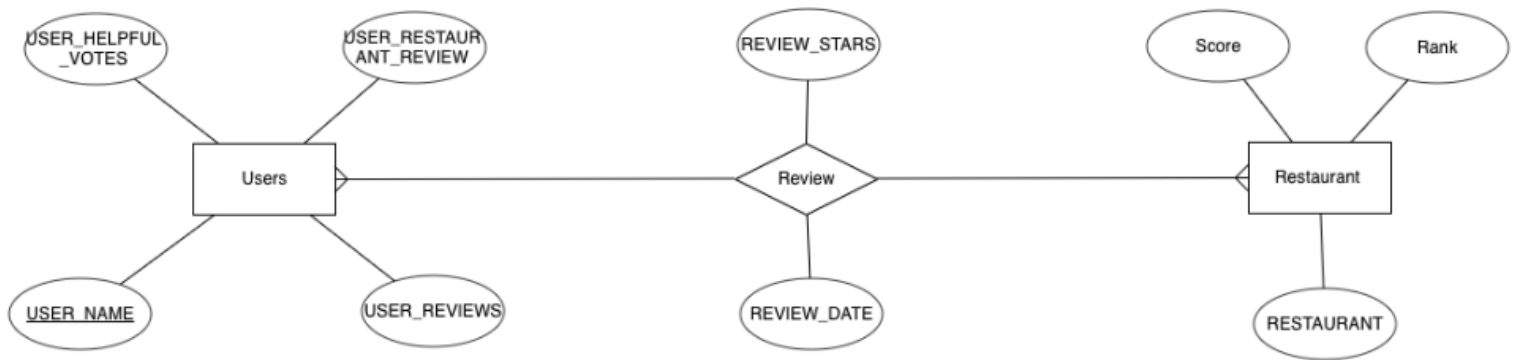 USER_HELPFUL
_VOTES
USER_RESTAUR
ANT_REVIEW
REVIEW_STARS
Score
Rank
Users
Review
Restaurant
USER_NAME
USER_REVIEWS
REVIEW_DATE
RESTAURANT